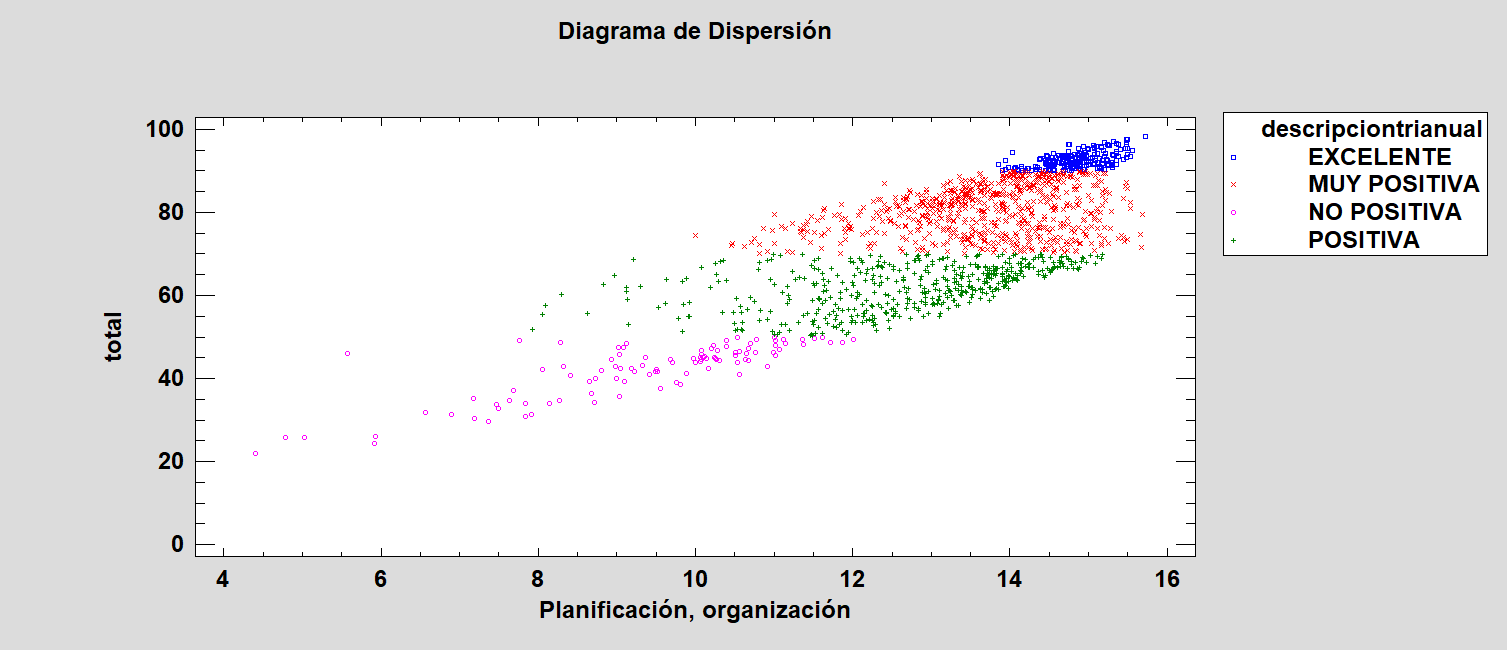 Diagrama de Dispersión
descripciontrianual
EXCELENTE
MUY POSITIVA
NO POSITIVA
POSITIVA
100
80
60
40
20
0
total
4 6 8 10 12 14 16
Planificación, organización